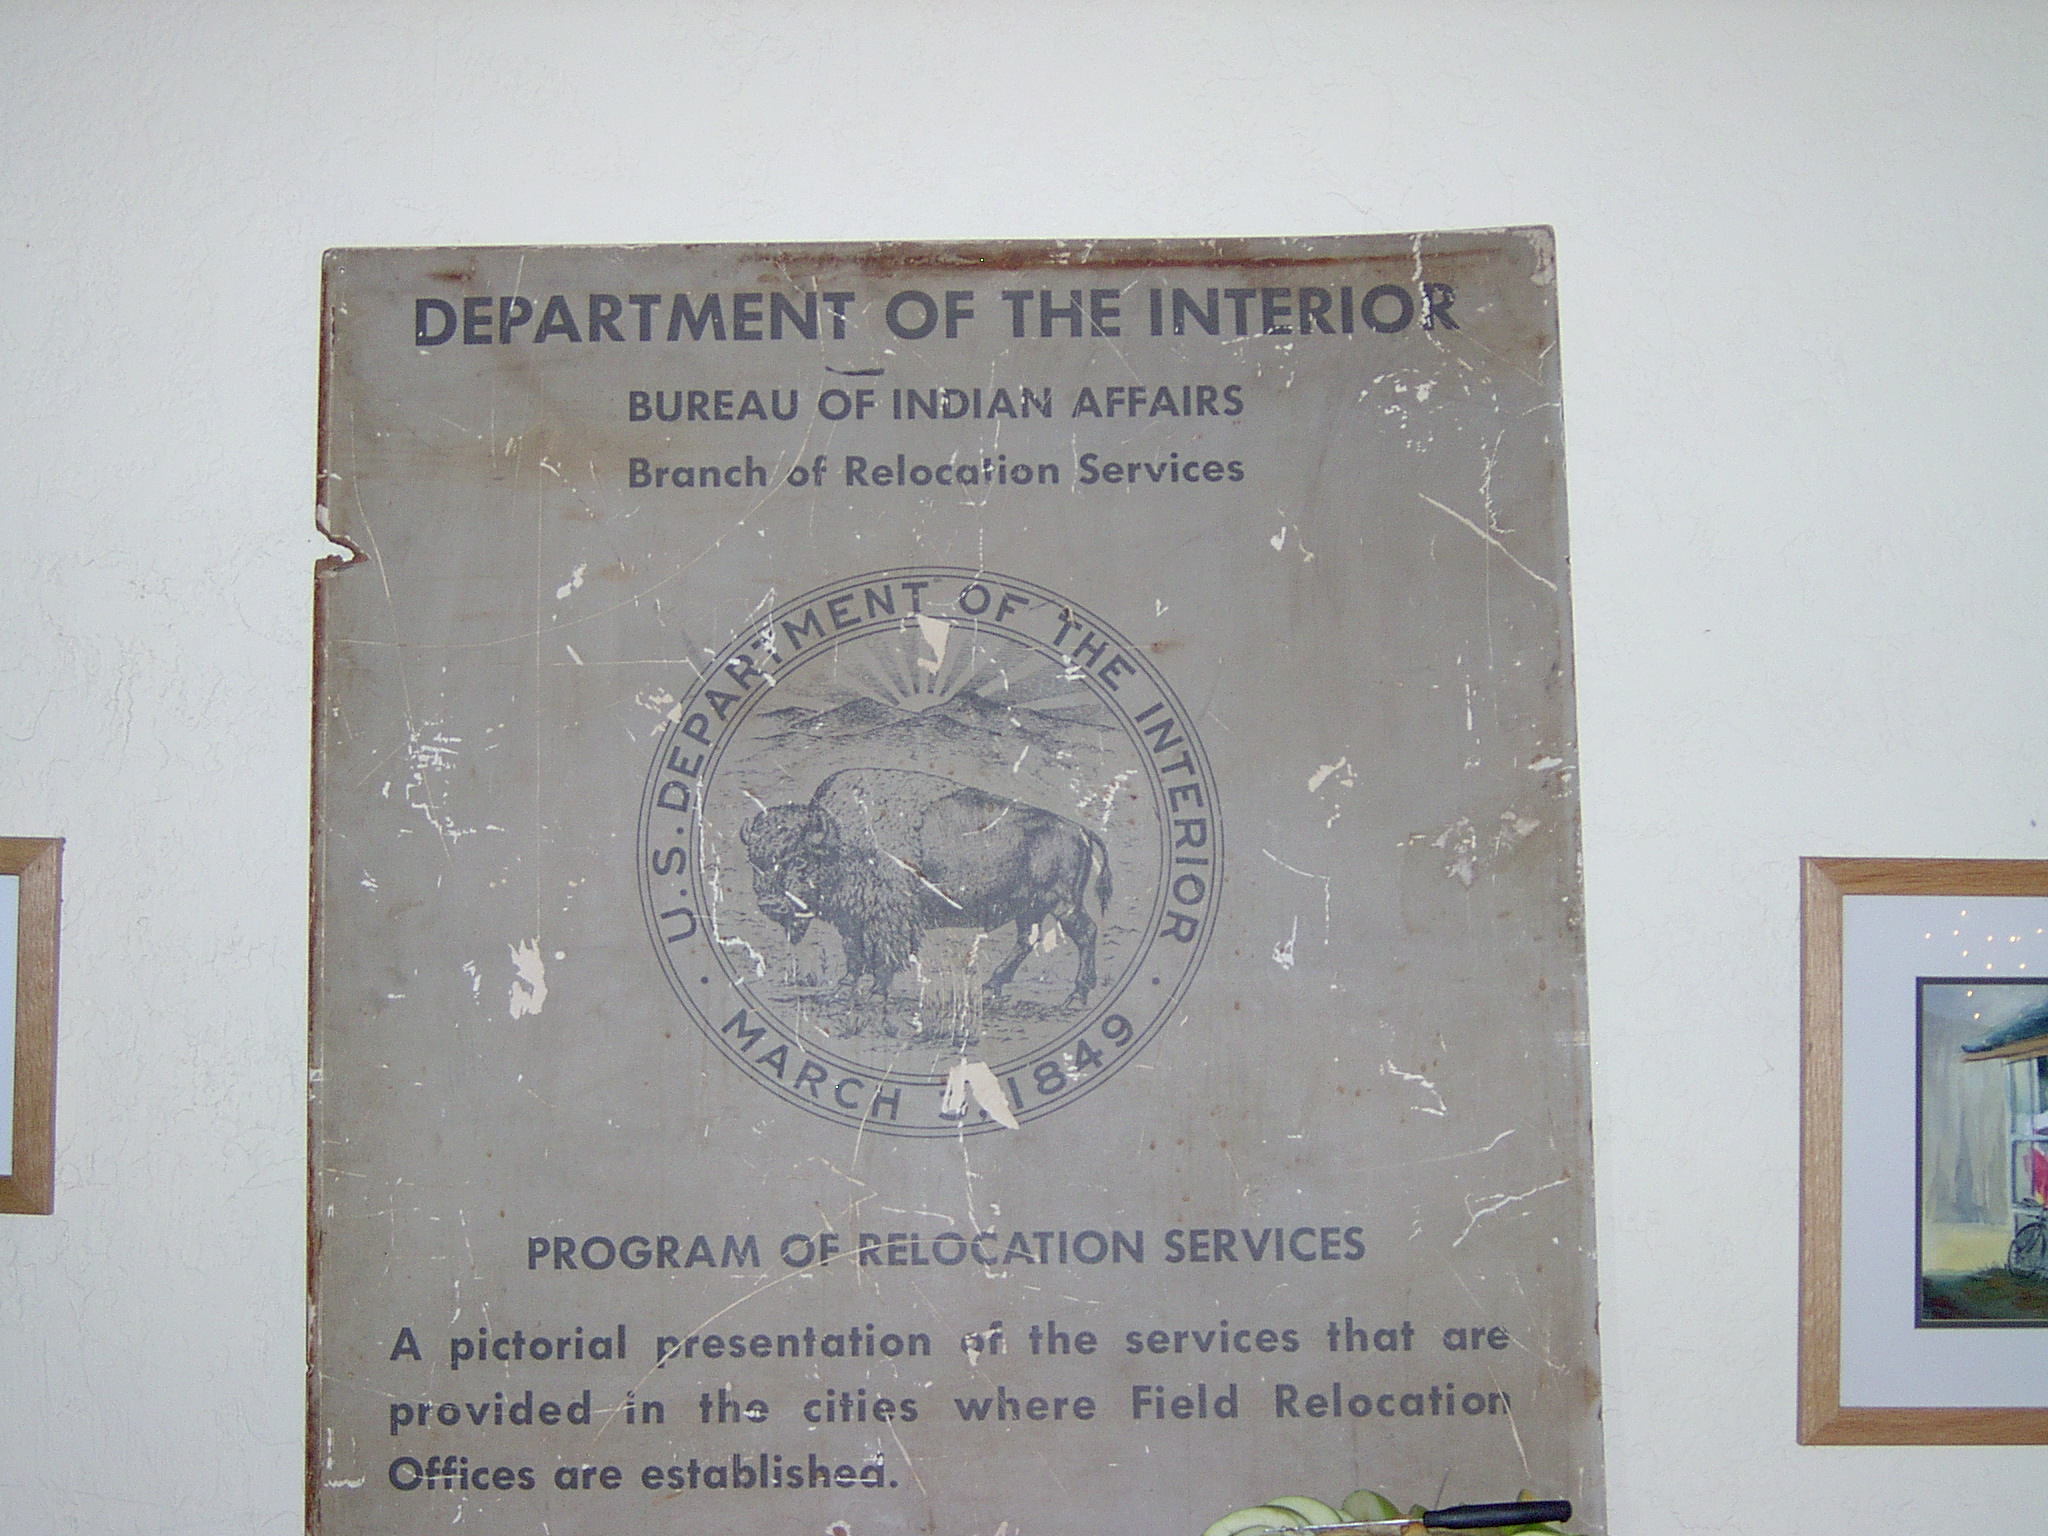 DEPARTMENT OF THE INTERIOR
BUREAU OF INDIAN AFFAIRS
Branch of Relocation Services
U.S. DEPARTMENT OF THE INTERIOR
· MARCH 3, 1849 ·
PROGRAM OF RELOCATION SERVICES
A pictorial presentation of the services that are
provided in the cities where Field Relocation
Offices are established.